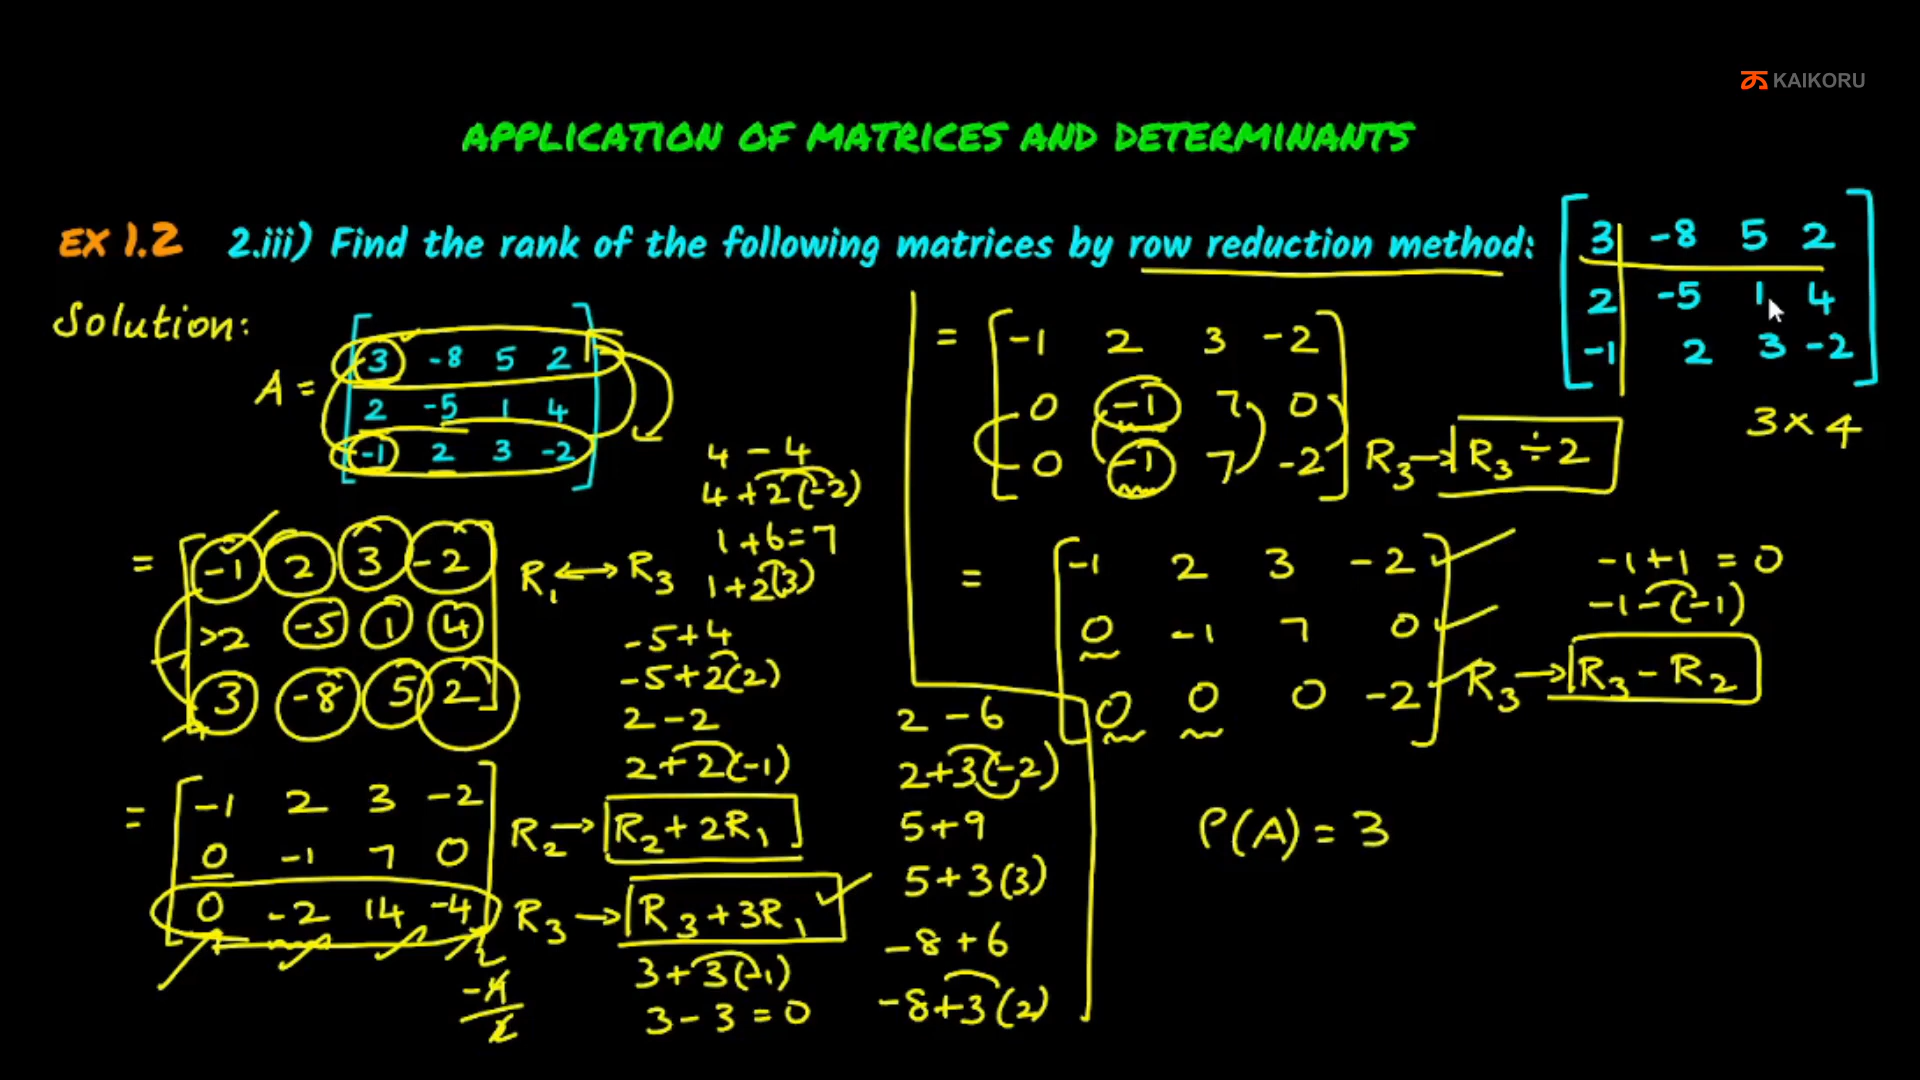 KAIKORU
APPLICATION OF MATRICES AND DETERMINANTS
EX 1.2 2.iii) Find the rank of the following matrices by row reduction method:
3 -8 5 2
2 -5 1 4
-1 2 3 -2
3 × 4
Solution:
A =
3 -8 5 2
2 -5 1 4
-1 2 3 -2
=
-1 2 3 -2
2 -5 1 4
3 -8 5 2
R₁ ↔ R₃
4 - 4
4 + 2(-2)
1 + 6 = 7
1 + 2(3)
-5 + 4
-5 + 2(2)
2 - 2
2 + 2(-1)
=
-1 2 3 -2
0 -1 7 0
0 -2 14 -4
R₂ → R₂ + 2R₁
R₃ → R₃ + 3R₁
3 + 3(-1)
3 - 3 = 0
-4
2
2
2 - 6
2 + 3(-2)
5 + 9
5 + 3(3)
-8 + 6
-8 + 3(2)
=
-1 2 3 -2
0 -1 7 0
0 -1 7 -2
R₃ → R₃ ÷ 2
=
-1 2 3 -2
0 -1 7 0
0 0 0 -2
-1 + 1 = 0
-1 - (-1)
R₃ → R₃ - R₂
ρ(A) = 3